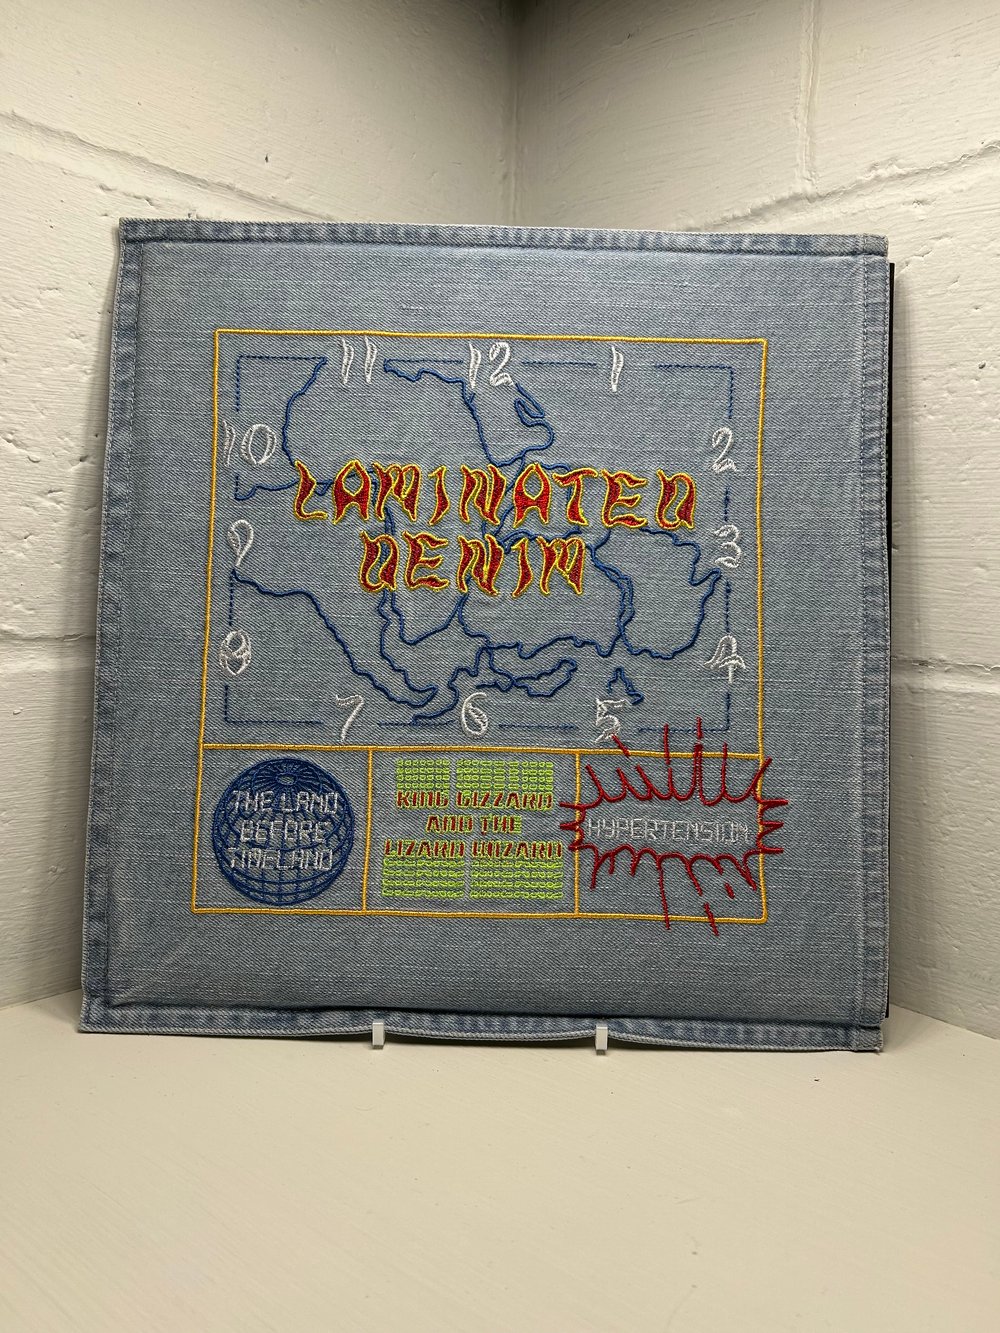 11 12 1
10 2
LAMINATED
DENIM
9 3
8 4
7 6 5
THE LAND
BEFORE
TIMELAND
KING GIZZARD
AND THE
LIZARD WIZARD
HYPERTENSION